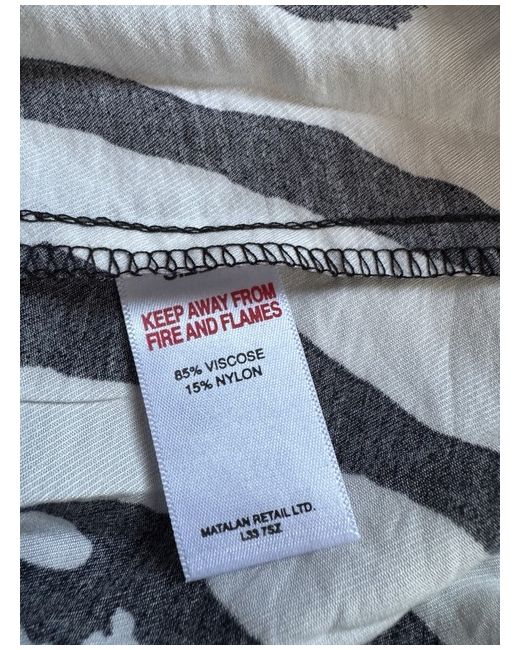 KEEP AWAY FROM
FIRE AND FLAMES
85% VISCOSE
15% NYLON
MATALAN RETAIL LTD.
L33 7SZ